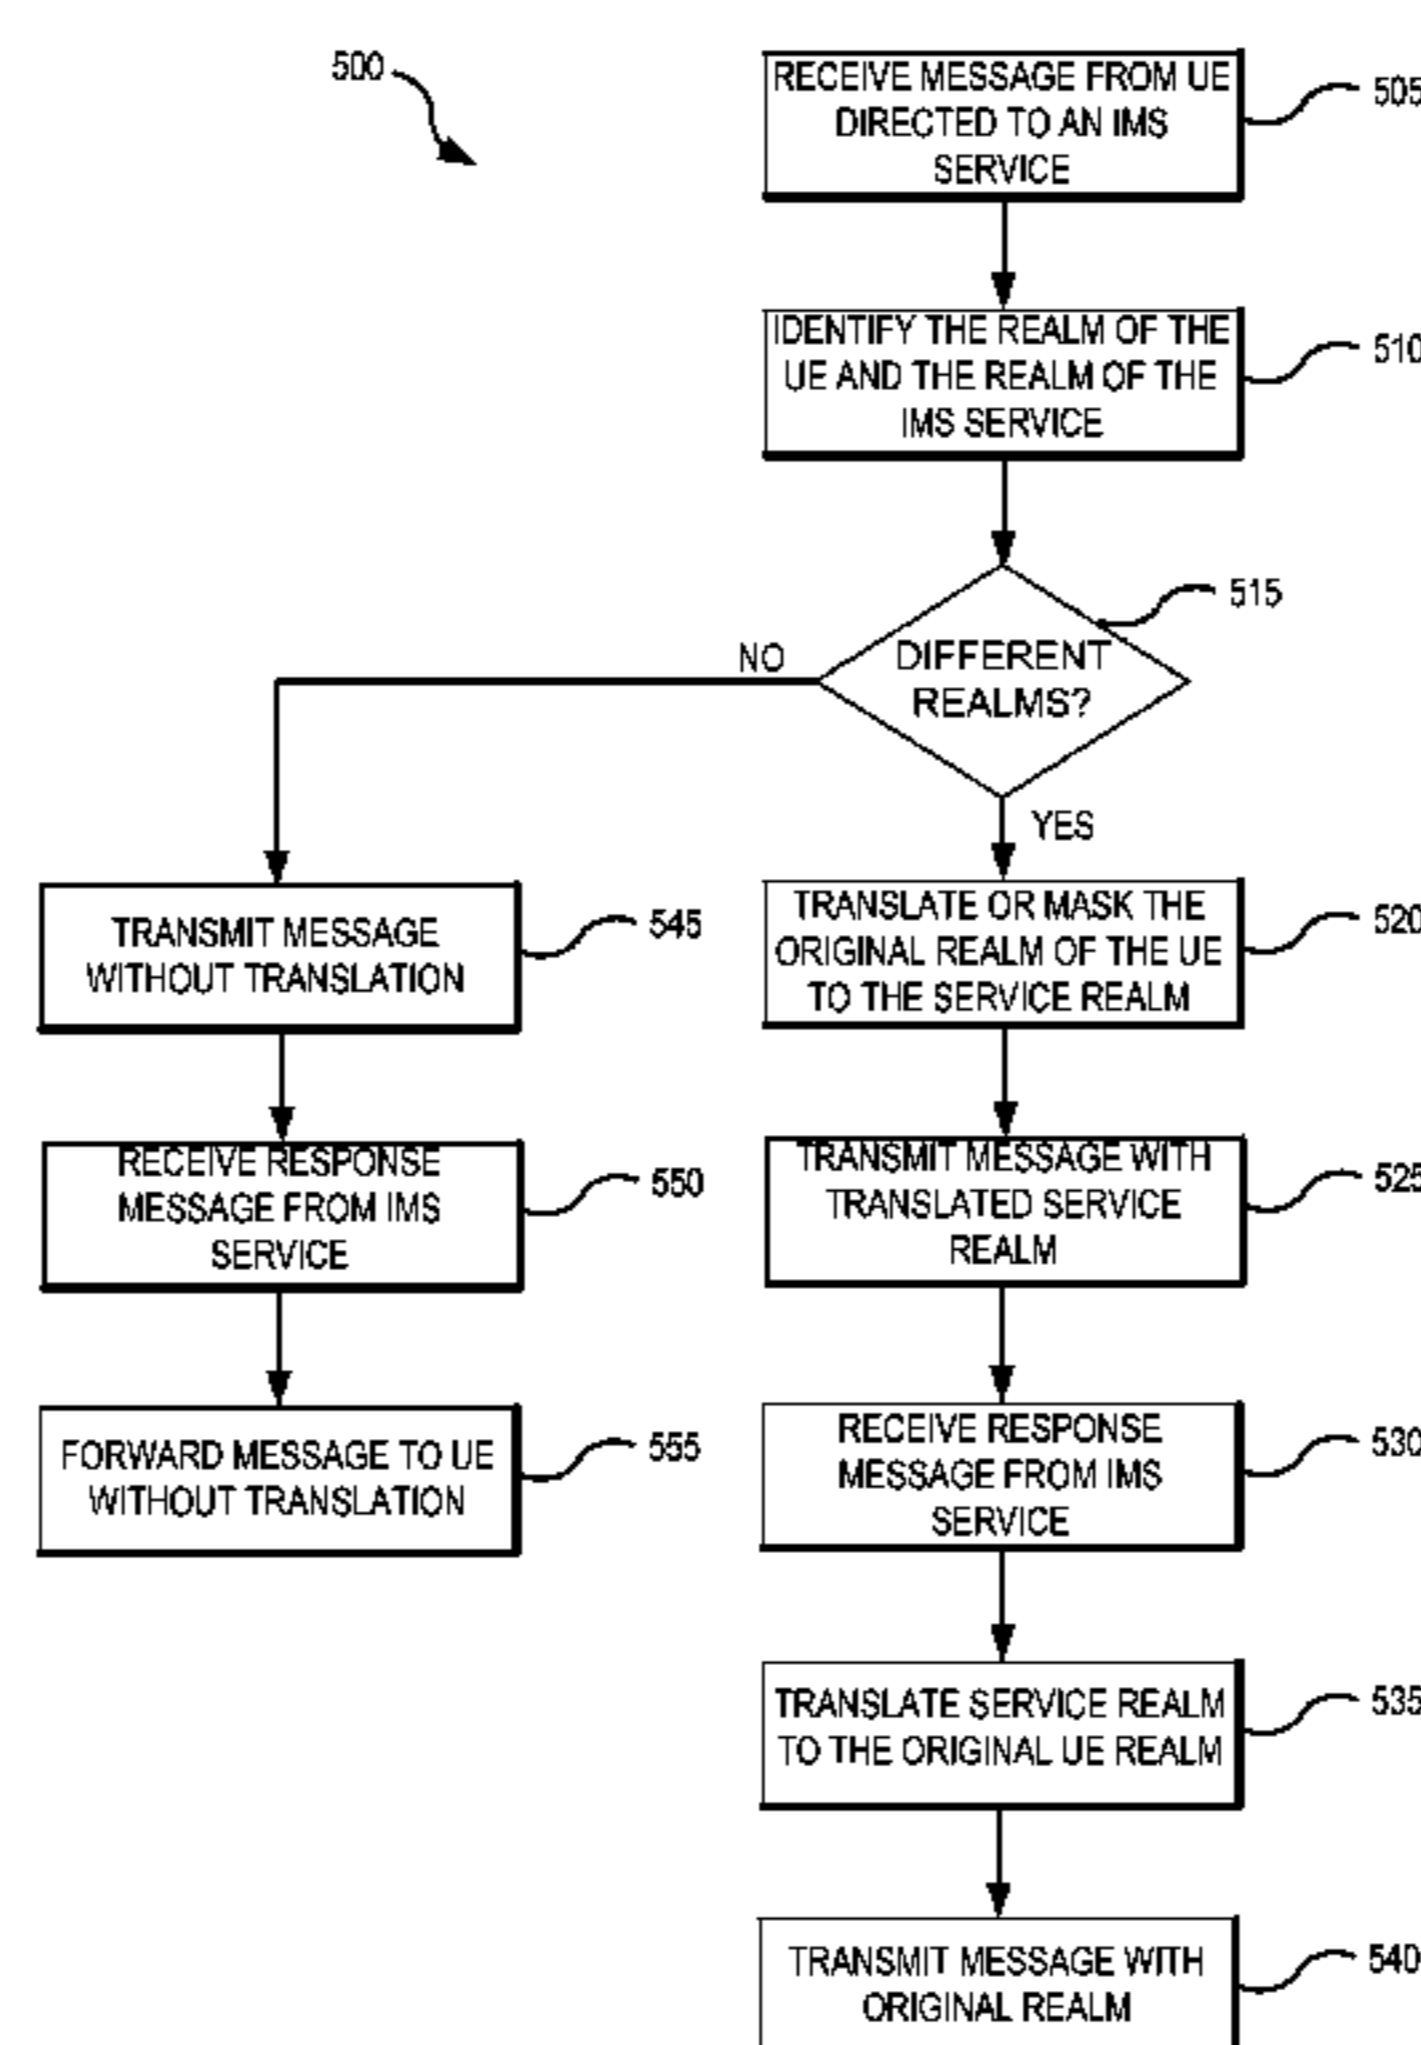 500
RECEIVE MESSAGE FROM UE
DIRECTED TO AN IMS
SERVICE
505
IDENTIFY THE REALM OF THE
UE AND THE REALM OF THE
IMS SERVICE
510
DIFFERENT
REALMS?
515
NO
YES
TRANSMIT MESSAGE
WITHOUT TRANSLATION
545
RECEIVE RESPONSE
MESSAGE FROM IMS
SERVICE
550
FORWARD MESSAGE TO UE
WITHOUT TRANSLATION
555
TRANSLATE OR MASK THE
ORIGINAL REALM OF THE UE
TO THE SERVICE REALM
520
TRANSMIT MESSAGE WITH
TRANSLATED SERVICE
REALM
525
RECEIVE RESPONSE
MESSAGE FROM IMS
SERVICE
530
TRANSLATE SERVICE REALM
TO THE ORIGINAL UE REALM
535
TRANSMIT MESSAGE WITH
ORIGINAL REALM
540